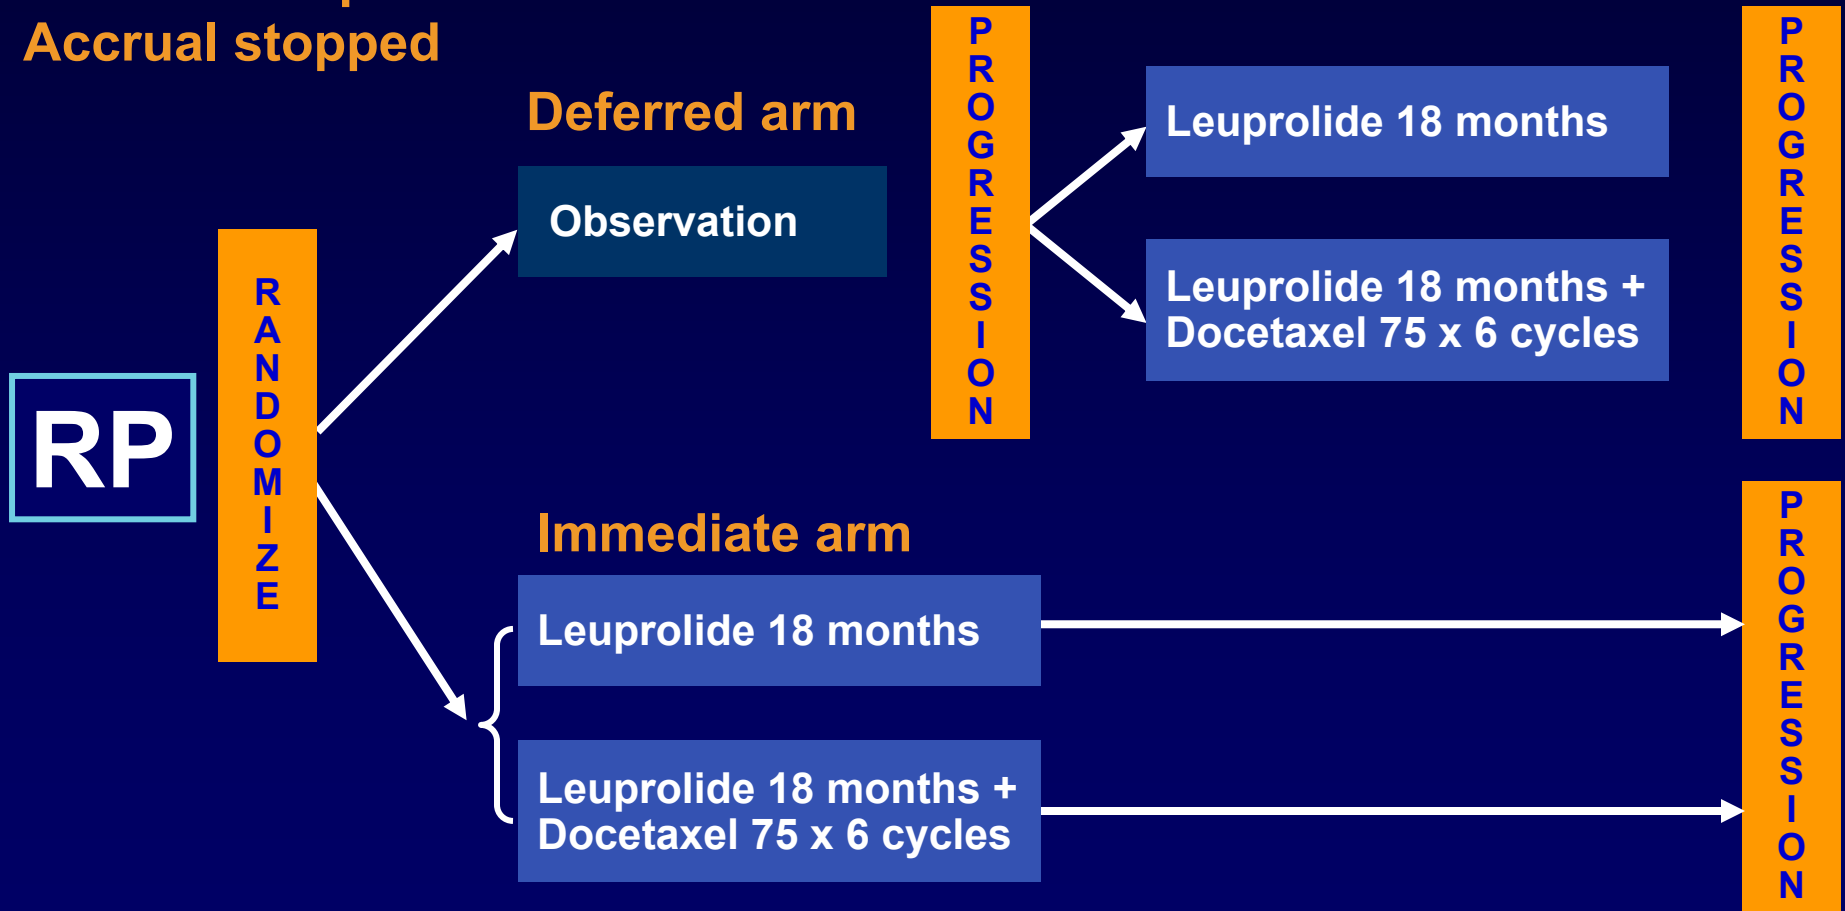 Accrual stopped
Deferred arm
Observation
RP
RANDOMIZE
PROGRESSION
Leuprolide 18 months
Leuprolide 18 months +
Docetaxel 75 x 6 cycles
PROGRESSION
Immediate arm
Leuprolide 18 months
Leuprolide 18 months +
Docetaxel 75 x 6 cycles
PROGRESSION